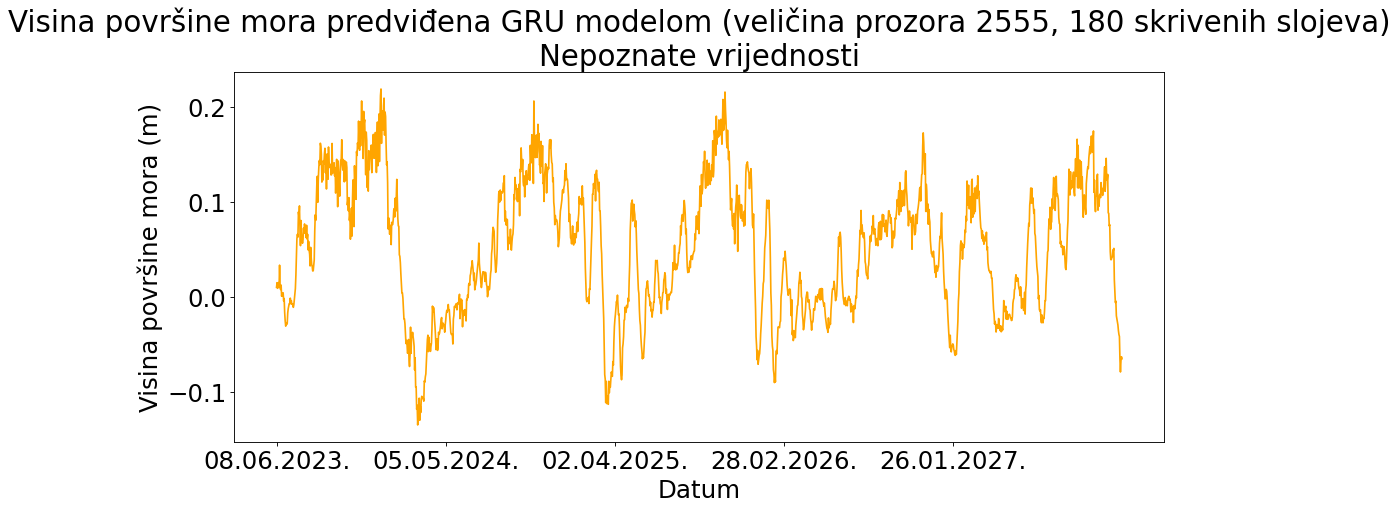 Visina površine mora predviđena GRU modelom (veličina prozora 2555, 180 skrivenih slojeva)
Nepoznate vrijednosti
Visina površine mora (m)
0.2
0.1
0.0
−0.1
08.06.2023. 05.05.2024. 02.04.2025. 28.02.2026. 26.01.2027.
Datum